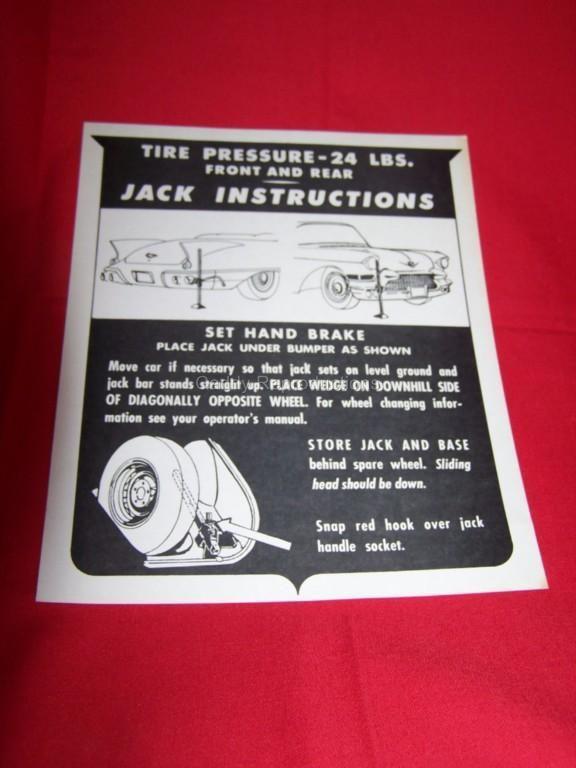 TIRE PRESSURE-24 LBS.
FRONT AND REAR
JACK INSTRUCTIONS
SET HAND BRAKE
PLACE JACK UNDER BUMPER AS SHOWN
Move car if necessary so that jack sets on level ground and
jack bar stands straight up. PLACE WEDGE ON DOWNHILL SIDE
OF DIAGONALLY OPPOSITE WHEEL. For wheel changing infor-
mation see your operator's manual.
STORE JACK AND BASE
behind spare wheel. Sliding
head should be down.
Snap red hook over jack
handle socket.